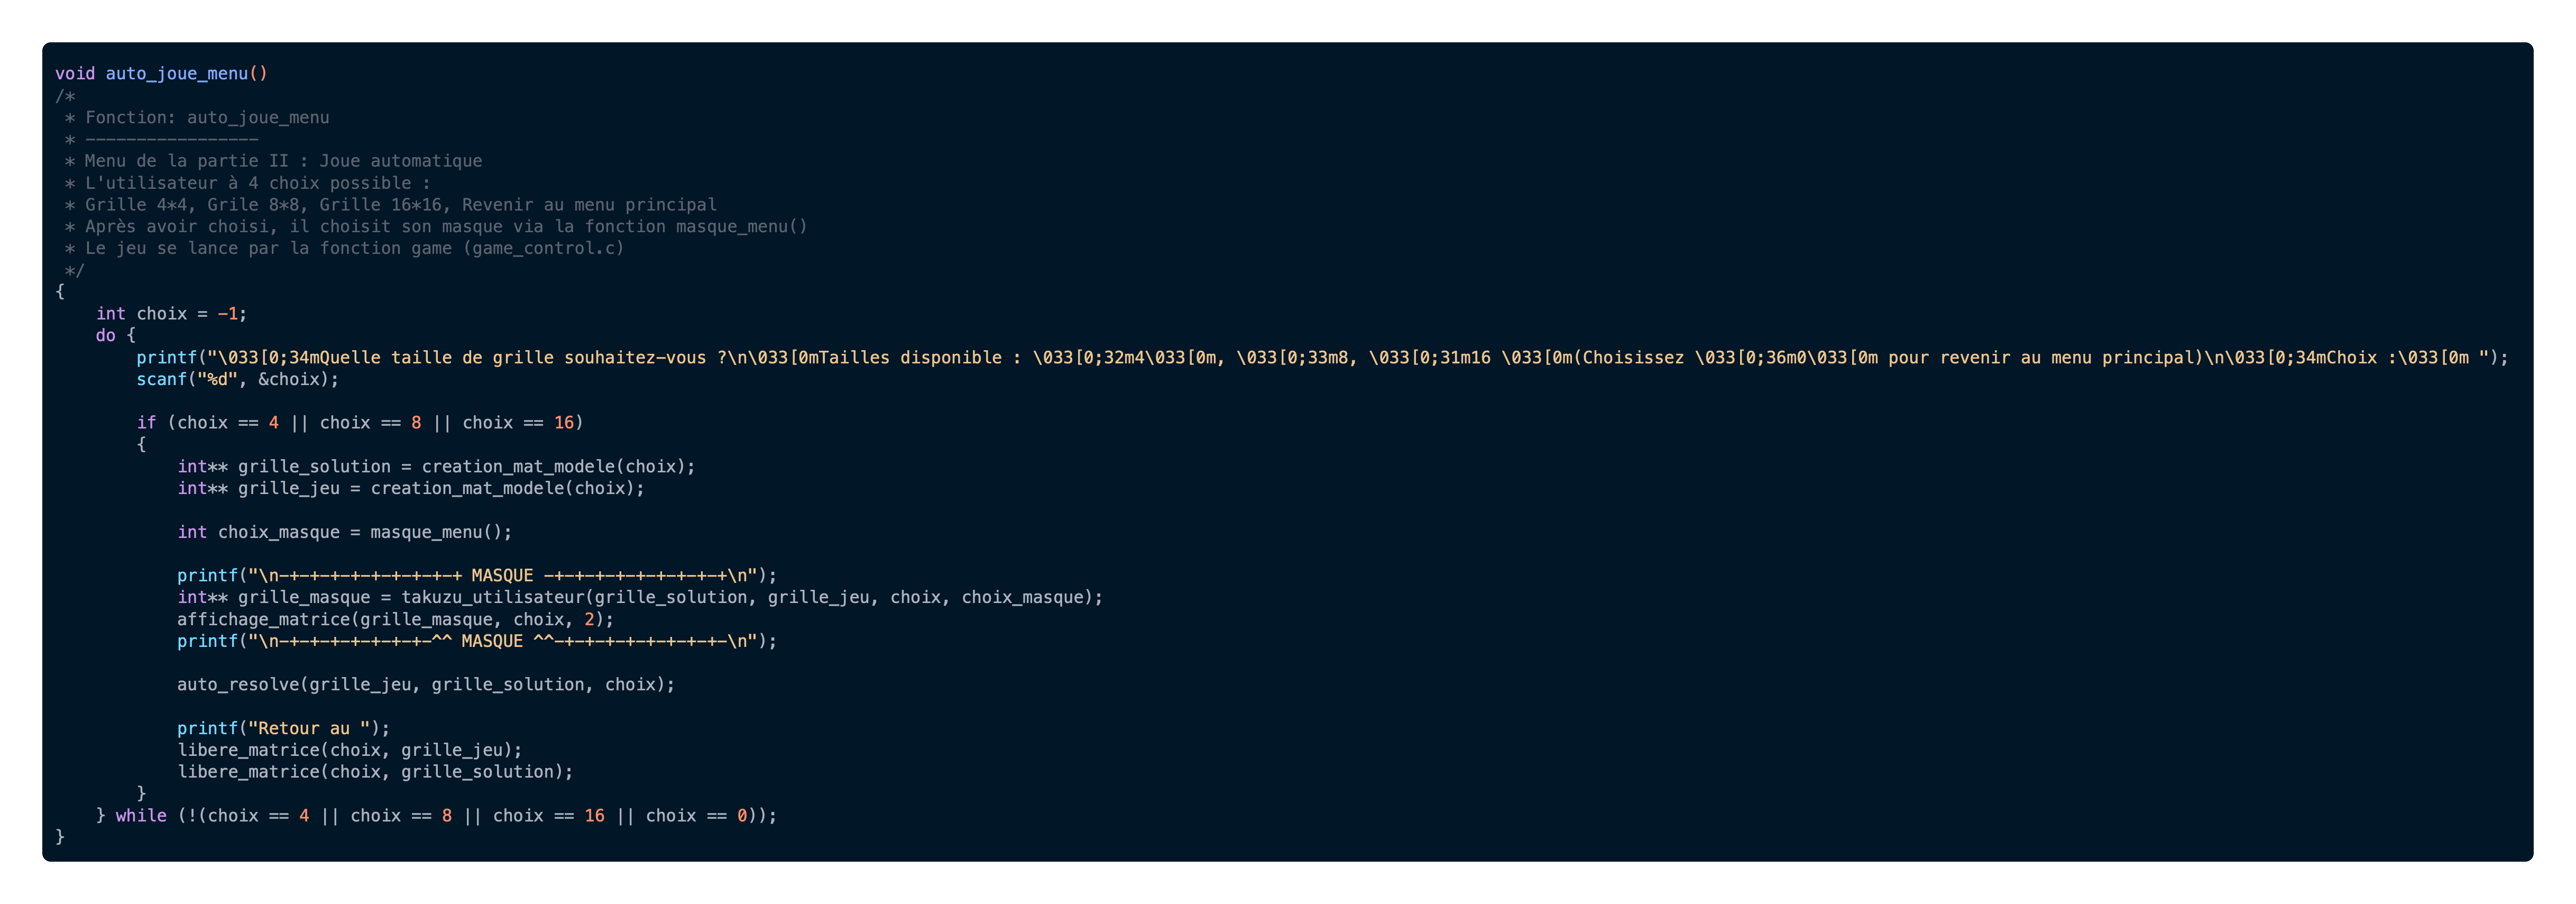 void auto_joue_menu()
/*
 * Fonction: auto_joue_menu
 * -----------------
 * Menu de la partie II : Joue automatique
 * L'utilisateur à 4 choix possible :
 * Grille 4*4, Grile 8*8, Grille 16*16, Revenir au menu principal
 * Après avoir choisi, il choisit son masque via la fonction masque_menu()
 * Le jeu se lance par la fonction game (game_control.c)
 */
{
    int choix = -1;
    do {
        printf("\033[0;34mQuelle taille de grille souhaitez-vous ?\n\033[0mTailles disponible : \033[0;32m4\033[0m, \033[0;33m8, \033[0;31m16 \033[0m(Choisissez \033[0;36m0\033[0m pour revenir au menu principal)\n\033[0;34mChoix :\033[0m ");
        scanf("%d", &choix);

        if (choix == 4 || choix == 8 || choix == 16)
        {
            int** grille_solution = creation_mat_modele(choix);
            int** grille_jeu = creation_mat_modele(choix);

            int choix_masque = masque_menu();

            printf("\n-+-+-+-+-+-+-+-+-+ MASQUE -+-+-+-+-+-+-+-+-+\n");
            int** grille_masque = takuzu_utilisateur(grille_solution, grille_jeu, choix, choix_masque);
            affichage_matrice(grille_masque, choix, 2);
            printf("\n-+-+-+-+-+-+-+-^^ MASQUE ^^-+-+-+-+-+-+-+-+-\n");

            auto_resolve(grille_jeu, grille_solution, choix);

            printf("Retour au ");
            libere_matrice(choix, grille_jeu);
            libere_matrice(choix, grille_solution);
        }
    } while (!(choix == 4 || choix == 8 || choix == 16 || choix == 0));
}